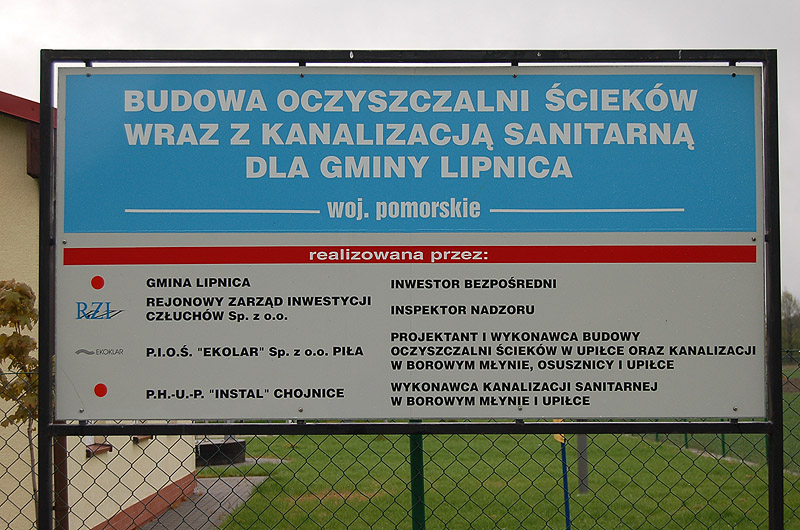 BUDOWA OCZYSZCZALNI ŚCIEKÓW
WRAZ Z KANALIZACJĄ SANITARNĄ
DLA GMINY LIPNICA
woj. pomorskie
realizowana przez:
GMINA LIPNICA INWESTOR BEZPOŚREDNI
RZI REJONOWY ZARZĄD INWESTYCJI
CZŁUCHÓW Sp. z o.o. INSPEKTOR NADZORU
EKOKLAR P.I.O.Ś. "EKOLAR" Sp. z o.o. PIŁA
PROJEKTANT I WYKONAWCA BUDOWY
OCZYSZCZALNI ŚCIEKÓW W UPIŁCE ORAZ KANALIZACJI
W BOROWYM MŁYNIE, OSUSZNICY I UPIŁCE
P.H.-U.-P. "INSTAL" CHOJNICE
WYKONAWCA KANALIZACJI SANITARNEJ
W BOROWYM MŁYNIE I UPIŁCE